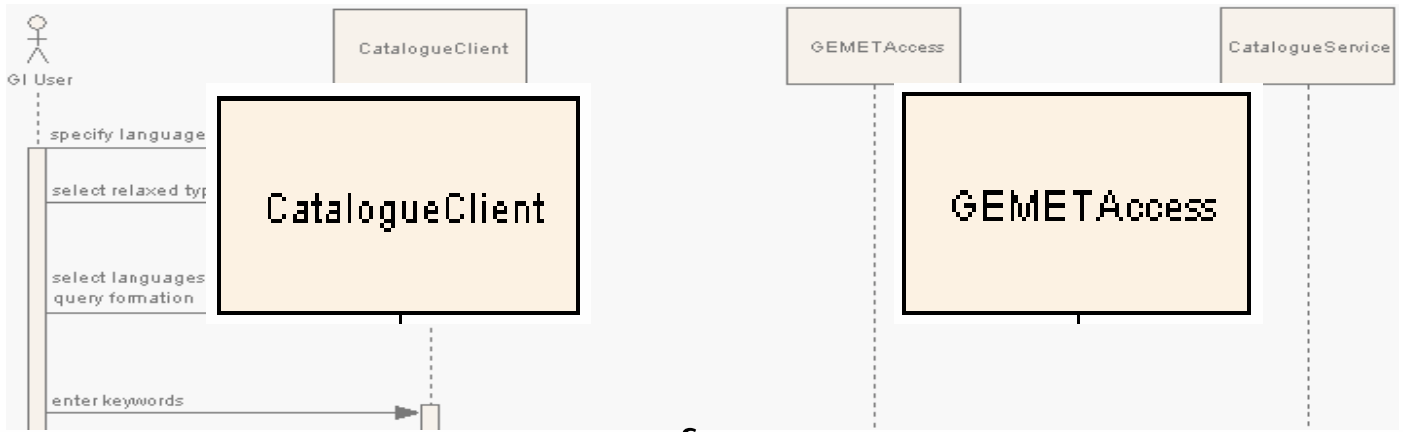 CatalogueClient
GEMETAccess
CatalogueService
GI User
specify language
select relaxed typ
CatalogueClient
GEMETAccess
select languages
query formation
enter keywords